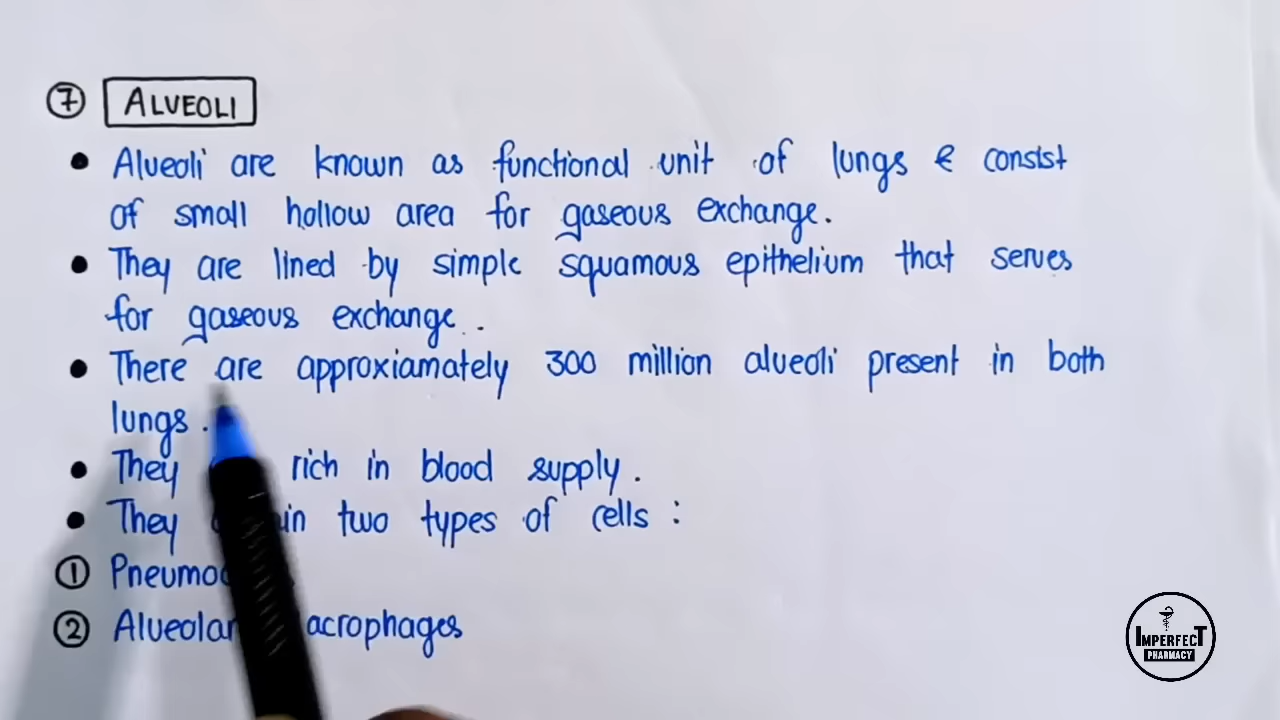 ⑦ ALVEOLI
• Alveoli are known as functional unit of lungs & consist
of small hollow area for gaseous exchange.
• They are lined by simple squamous epithelium that serves
for gaseous exchange.
• There are approxiamately 300 million alveoli present in both
lungs.
• They rich in blood supply.
• They two types of cells :
①
② Alveolar
IMPERFECT
PHARMACY